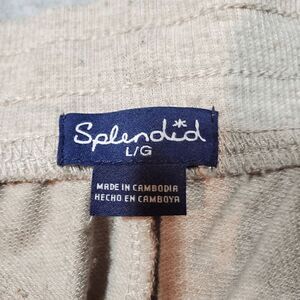 Splendid
L/G
MADE IN CAMBODIA
HECHO EN CAMBOYA